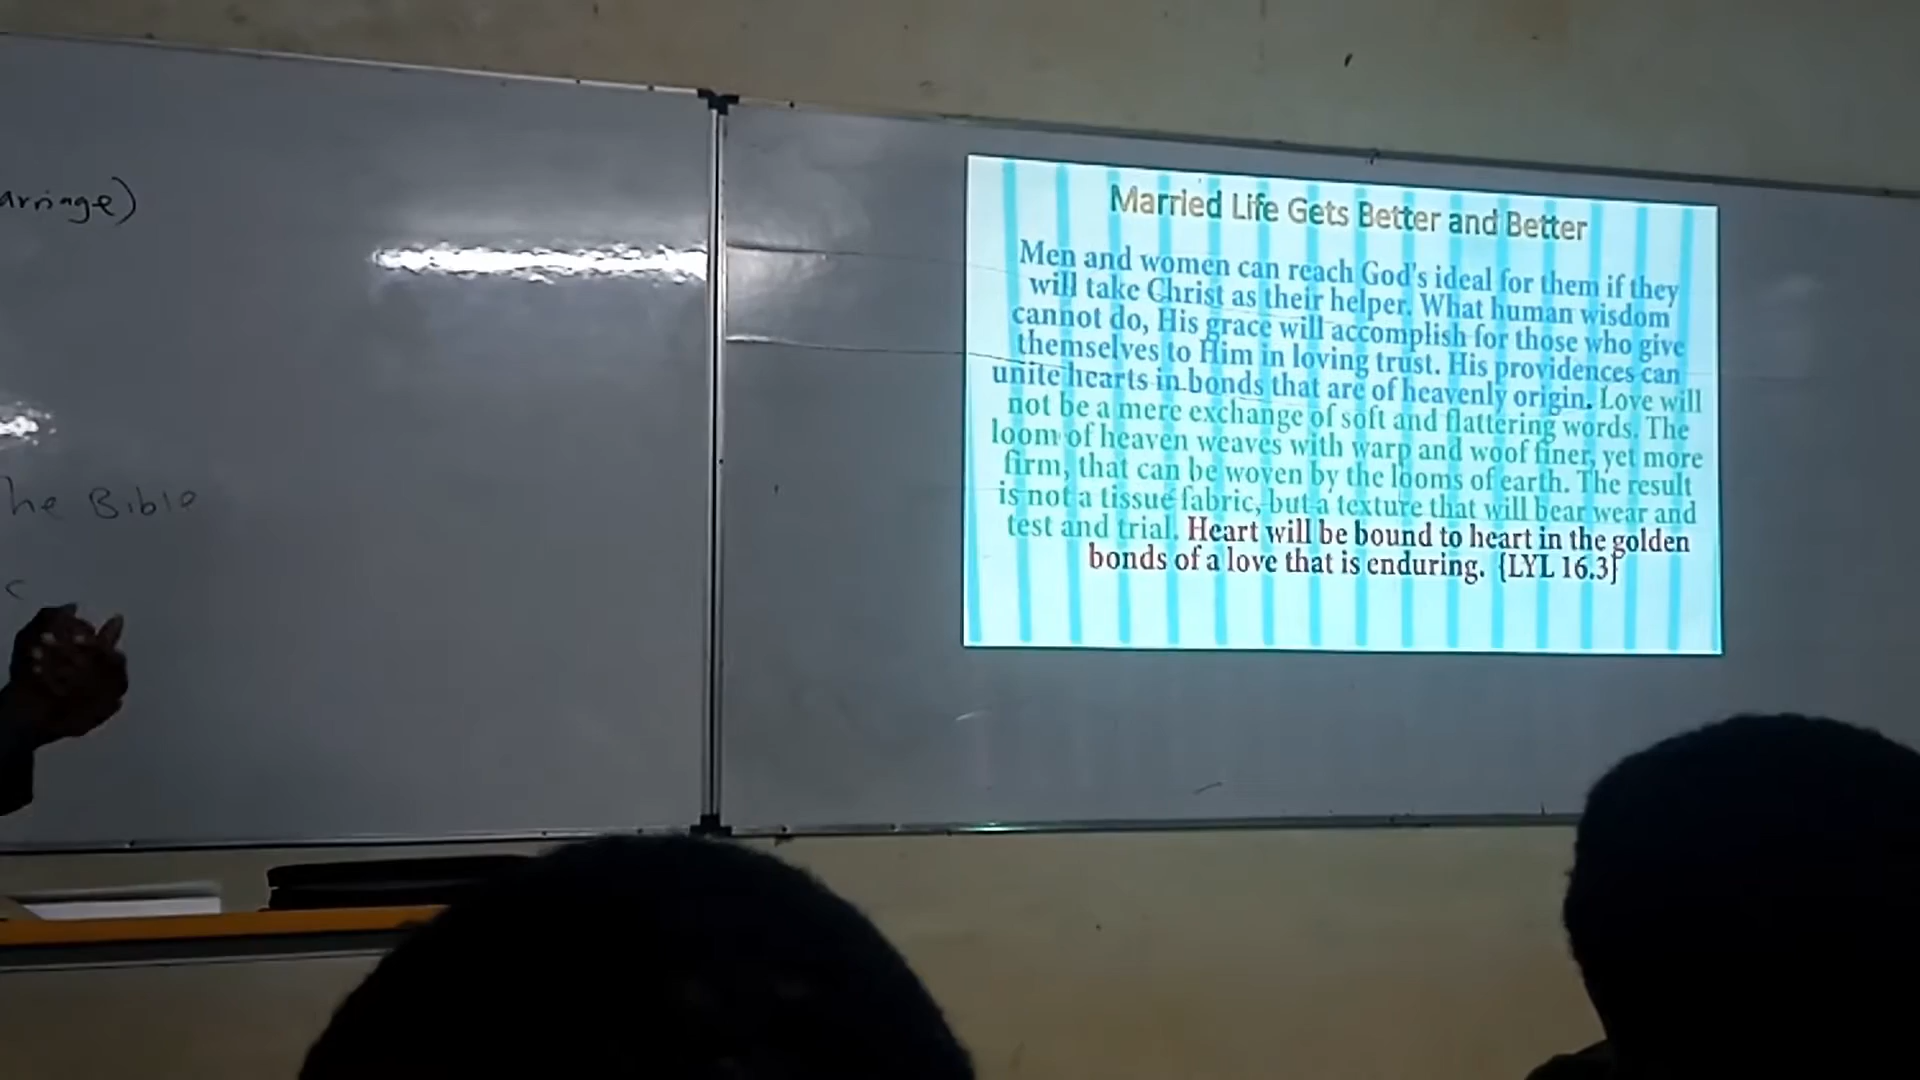 arriage)
he Bible
Married Life Gets Better and Better
Men and women can reach God's ideal for them if they
will take Christ as their helper. What human wisdom
cannot do, His grace will accomplish for those who give
themselves to Him in loving trust. His providences can
unite hearts in bonds that are of heavenly origin. Love will
not be a mere exchange of soft and flattering words. The
loom of heaven weaves with warp and woof finer, yet more
firm, that can be woven by the looms of earth. The result
is not a tissue fabric, but a texture that will bear wear and
test and trial. Heart will be bound to heart in the golden
bonds of a love that is enduring. {LYL 16.3}